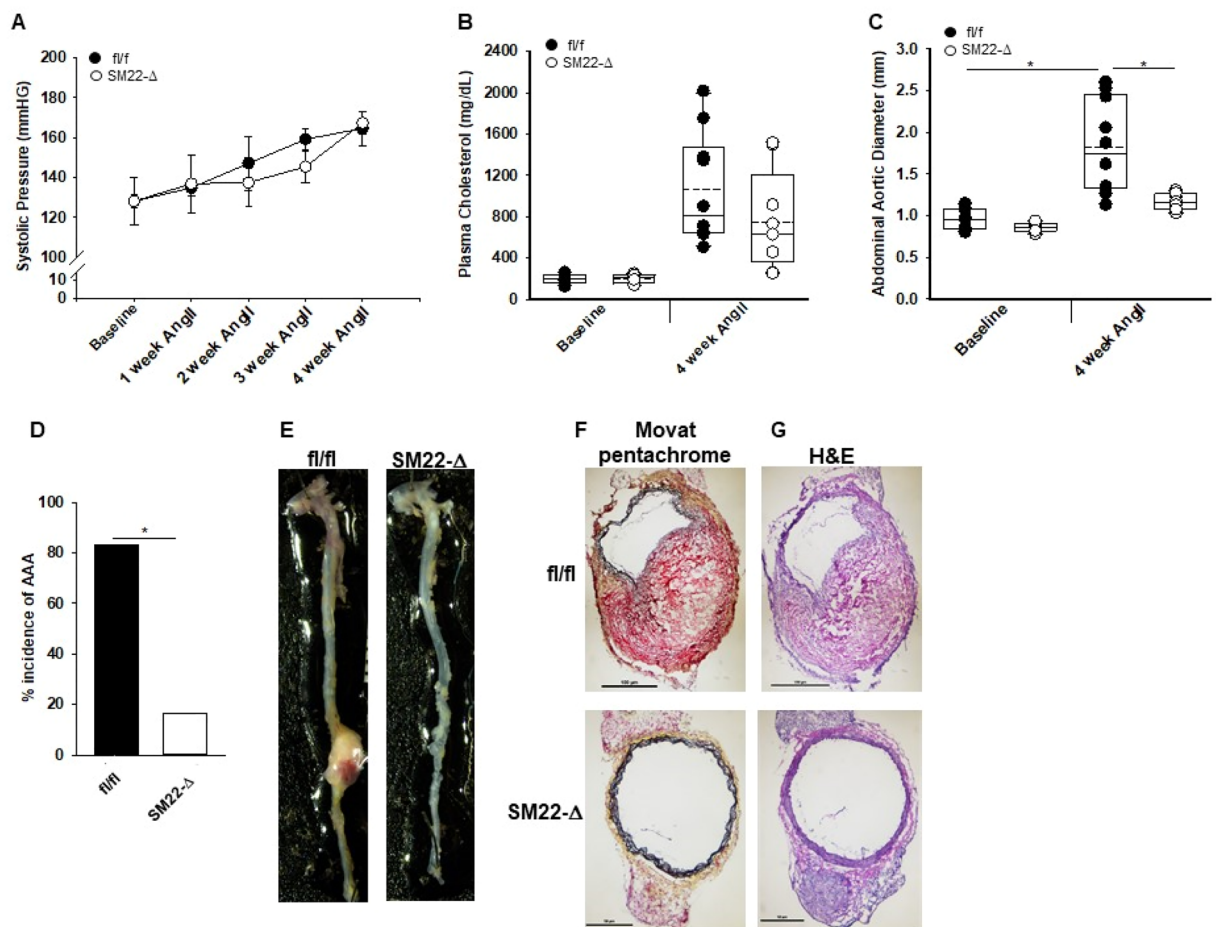 A
fl/f
SM22-Δ
Systolic Pressure (mmHG)
200
180
160
140
120
100
10
0
Baseline
1 week AngII
2 week AngII
3 week AngII
4 week AngII
B
fl/f
SM22-Δ
Plasma Cholesterol (mg/dL)
2400
2000
1600
1200
800
400
0
Baseline
4 week AngII
C
fl/f
SM22-Δ
Abdominal Aortic Diameter (mm)
3.0
2.5
2.0
1.5
1.0
0.5
0.0
*
*
Baseline
4 week AngII
D
% incidence of AAA
100
80
60
40
20
0
*
fl/fl
SM22-Δ
E
fl/fl
SM22-Δ
F
Movat
pentachrome
G
H&E
fl/fl
100 µm
SM22-Δ